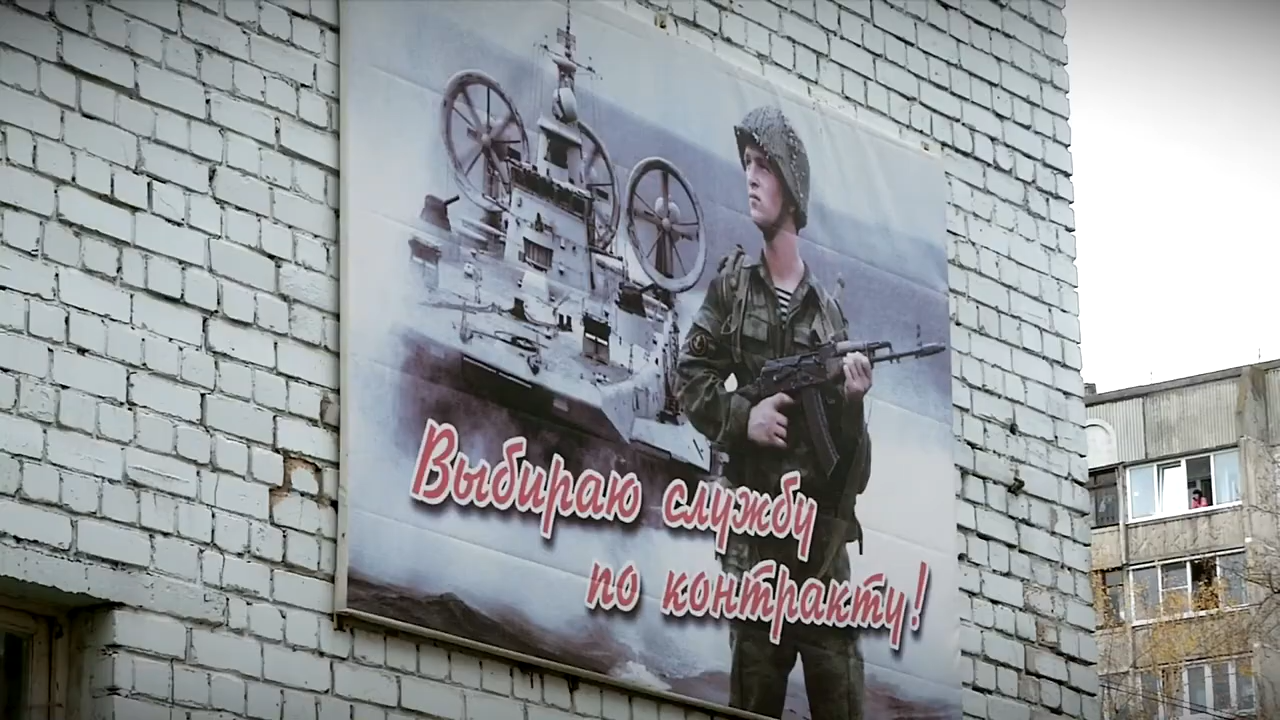 Выбираю службу
по контракту!